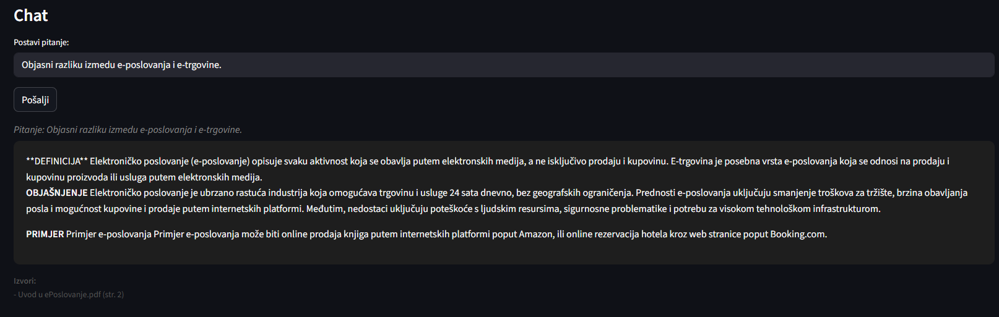 Chat
Postavi pitanje:
Objasni razliku izmedu e-poslovanja i e-trgovine.
Pošalji
Pitanje: Objasni razliku izmedu e-poslovanja i e-trgovine.
**DEFINICIJA** Elektroničko poslovanje (e-poslovanje) opisuje svaku aktivnost koja se obavlja putem elektronskih medija, a ne isključivo prodaju i kupovinu. E-trgovina je posebna vrsta e-poslovanja koja se odnosi na prodaju i
kupovinu proizvoda ili usluga putem elektronskih medija.
OBJAŠNJENJE Elektroničko poslovanje je ubrzano rastuća industrija koja omogućava trgovinu i usluge 24 sata dnevno, bez geografskih ograničenja. Prednosti e-poslovanja uključuju smanjenje troškova za tržište, brzina obavljanja
posla i mogućnost kupovine i prodaje putem internetskih platformi. Međutim, nedostaci uključuju poteškoće s ljudskim resursima, sigurnosne problematike i potrebu za visokom tehnološkom infrastrukturom.
PRIMJER Primjer e-poslovanja Primjer e-poslovanja može biti online prodaja knjiga putem internetskih platformi poput Amazon, ili online rezervacija hotela kroz web stranice poput Booking.com.
Izvori:
- Uvod u ePoslovanje.pdf (str. 2)